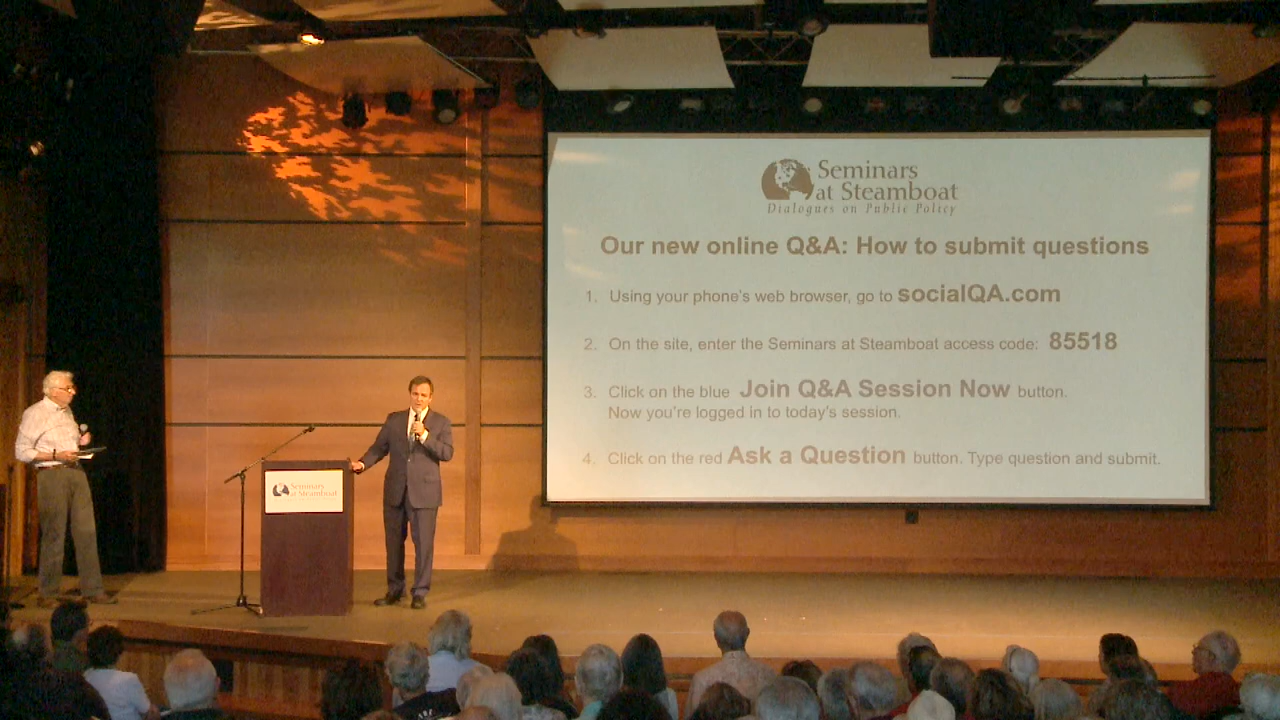 Seminars
at Steamboat
Dialogues on Public Policy
Our new online Q&A: How to submit questions
1. Using your phone's web browser, go to socialQA.com
2. On the site, enter the Seminars at Steamboat access code: 85518
3. Click on the blue Join Q&A Session Now button.
Now you're logged in to today's session.
4. Click on the red Ask a Question button. Type question and submit.
Seminars
at Steamboat